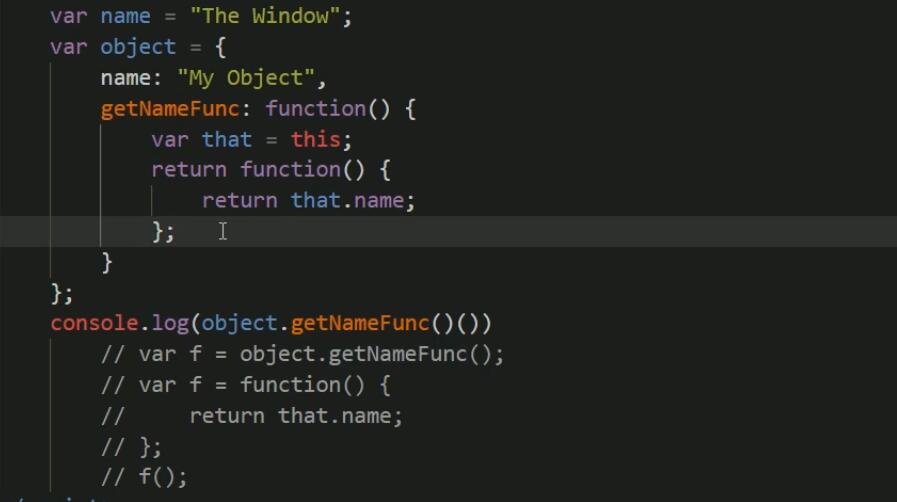 var name = "The Window";
var object = {
    name: "My Object",
    getNameFunc: function() {
        var that = this;
        return function() {
            return that.name;
        };
    }
};
console.log(object.getNameFunc()())
    // var f = object.getNameFunc();
    // var f = function() {
    //     return that.name;
    // };
    // f();